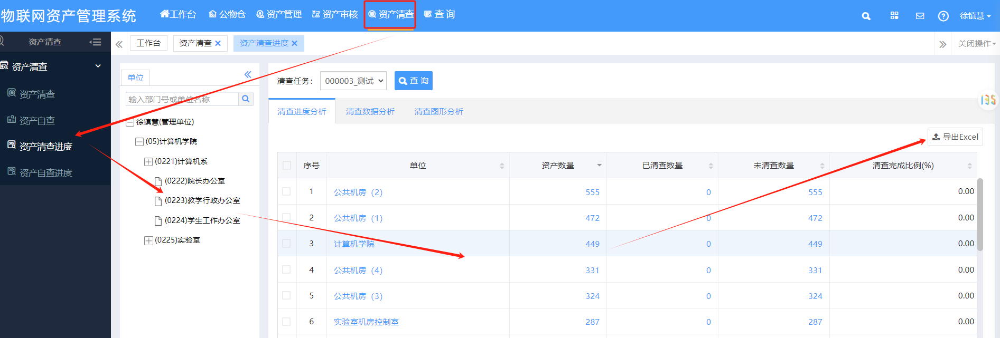 物联网资产管理系统
工作台 公物仓 资产管理 资产审核 资产清查 查 询
徐镇慧
资产清查
工作台 资产清查 资产清查进度
关闭操作
资产清查
资产清查
资产自查
资产清查进度
资产自查进度
单位
输入部门号或单位名称
徐镇慧(管理单位)
(05)计算机学院
(0221)计算机系
(0222)院长办公室
(0223)教学行政办公室
(0224)学生工作办公室
(0225)实验室
清查任务： 000003_测试 查 询
清查进度分析 清查数据分析 清查图形分析
导出Excel
序号 单位 资产数量 已清查数量 未清查数量 清查完成比例(%)
1 公共机房（2） 555 0 555 0.00
2 公共机房（1） 472 0 472 0.00
3 计算机学院 449 0 449 0.00
4 公共机房（4） 331 0 331 0.00
5 公共机房（3） 324 0 324 0.00
6 实验室机房控制室 287 0 287 0.00